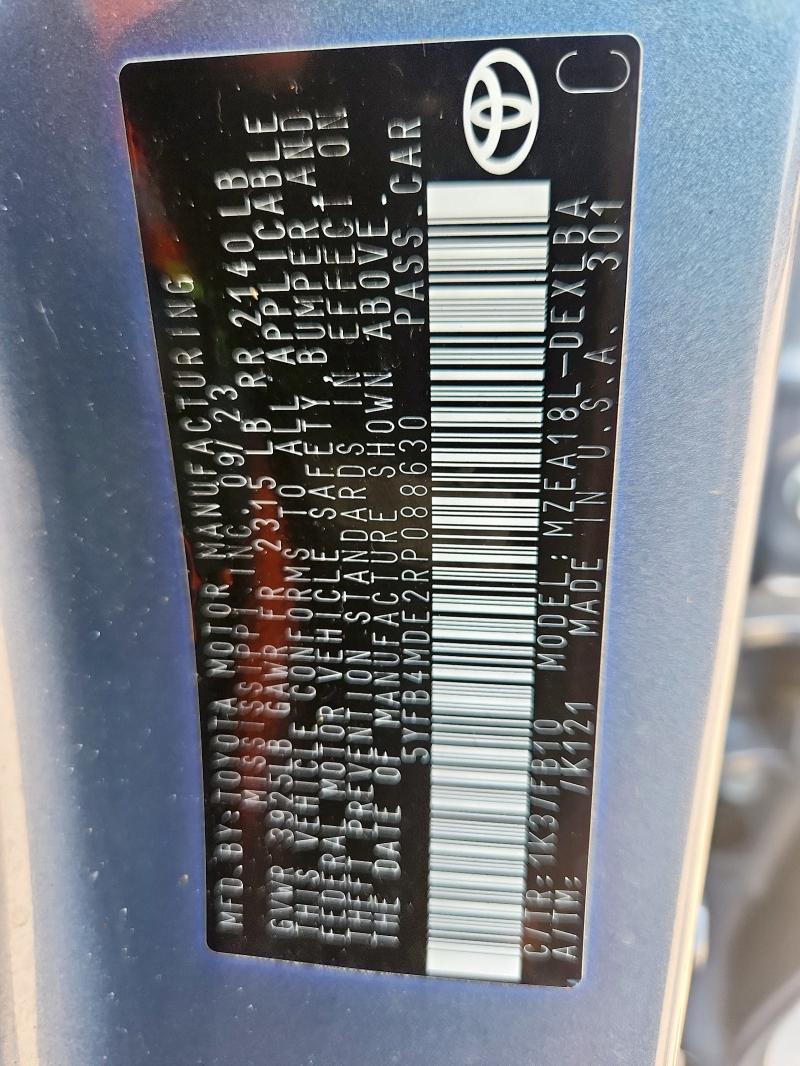 MFD.BY:TOYOTA MOTOR MANUFACTURING
MISSISSIPPI INC. 09/23
GVWR 3925LB GAWR FR 2315 LB RR 2140LB
THIS VEHICLE CONFORMS TO ALL APPLICABLE
FEDERAL MOTOR VEHICLE SAFETY, BUMPER, AND
THEFT PREVENTION STANDARDS IN EFFECT ON
THE DATE OF MANUFACTURE SHOWN ABOVE.
5YFB4MDE2RP088630 PASS.CAR
C/TR: 1K3/FB10 MODEL: MZEA18L-DEXLBA
A/TM: /K121 MADE IN U.S.A. 301
C